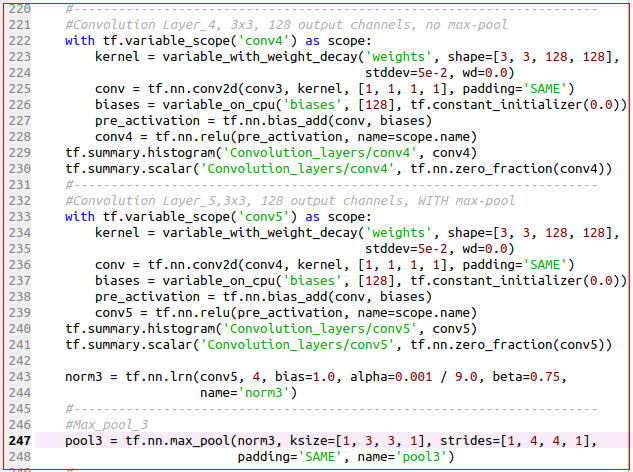 220 #----------------------------------------------------------------------
221 #Convolution Layer_4, 3x3, 128 output channels, no max-pool
222 with tf.variable_scope('conv4') as scope:
223 kernel = variable_with_weight_decay('weights', shape=[3, 3, 128, 128],
224 stddev=5e-2, wd=0.0)
225 conv = tf.nn.conv2d(conv3, kernel, [1, 1, 1, 1], padding='SAME')
226 biases = variable_on_cpu('biases', [128], tf.constant_initializer(0.0))
227 pre_activation = tf.nn.bias_add(conv, biases)
228 conv4 = tf.nn.relu(pre_activation, name=scope.name)
229 tf.summary.histogram('Convolution_layers/conv4', conv4)
230 tf.summary.scalar('Convolution_layers/conv4', tf.nn.zero_fraction(conv4))
231 #----------------------------------------------------------------------
232 #Convolution Layer_5,3x3, 128 output channels, WITH max-pool
233 with tf.variable_scope('conv5') as scope:
234 kernel = variable_with_weight_decay('weights', shape=[3, 3, 128, 128],
235 stddev=5e-2, wd=0.0)
236 conv = tf.nn.conv2d(conv4, kernel, [1, 1, 1, 1], padding='SAME')
237 biases = variable_on_cpu('biases', [128], tf.constant_initializer(0.0))
238 pre_activation = tf.nn.bias_add(conv, biases)
239 conv5 = tf.nn.relu(pre_activation, name=scope.name)
240 tf.summary.histogram('Convolution_layers/conv5', conv5)
241 tf.summary.scalar('Convolution_layers/conv5', tf.nn.zero_fraction(conv5))
242
243 norm3 = tf.nn.lrn(conv5, 4, bias=1.0, alpha=0.001 / 9.0, beta=0.75,
244 name='norm3')
245 #----------------------------------------------------------------------
246 #Max_pool_3
247 pool3 = tf.nn.max_pool(norm3, ksize=[1, 3, 3, 1], strides=[1, 4, 4, 1],
248 padding='SAME', name='pool3')